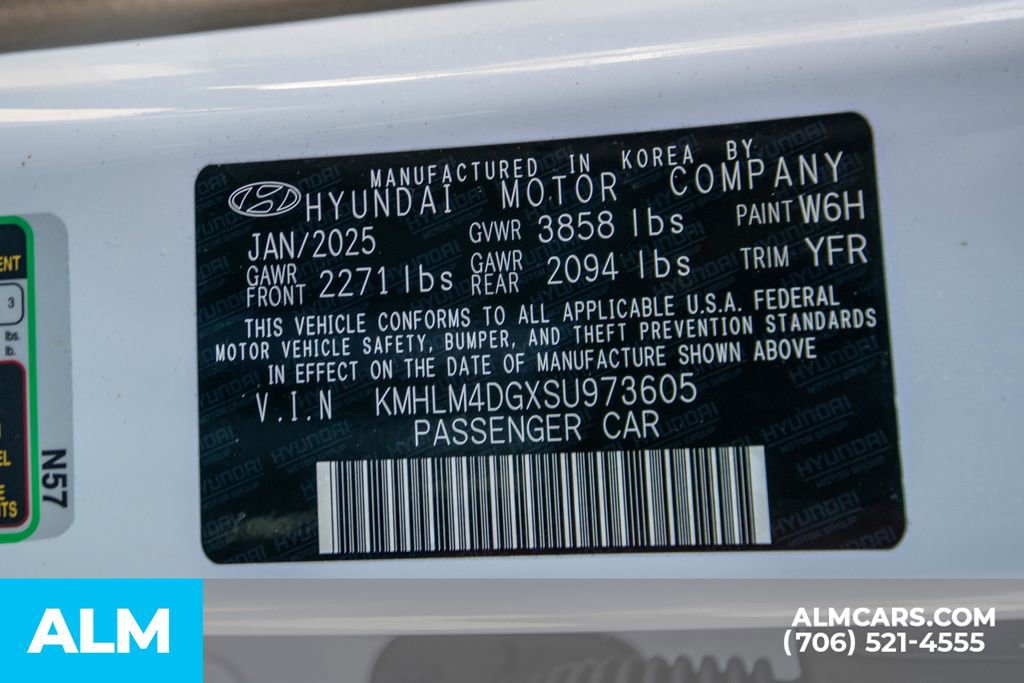 MANUFACTURED IN KOREA BY
HYUNDAI MOTOR COMPANY
JAN/2025 GVWR 3858 lbs PAINT W6H
GAWR FRONT 2271 lbs GAWR REAR 2094 lbs TRIM YFR
THIS VEHICLE CONFORMS TO ALL APPLICABLE U.S.A. FEDERAL
MOTOR VEHICLE SAFETY, BUMPER, AND THEFT PREVENTION STANDARDS
IN EFFECT ON THE DATE OF MANUFACTURE SHOWN ABOVE
V.I.N KMHLM4DGXSU973605
PASSENGER CAR
3
lbs.
lb.
N57
ALM
ALMCARS.COM
(706) 521-4555